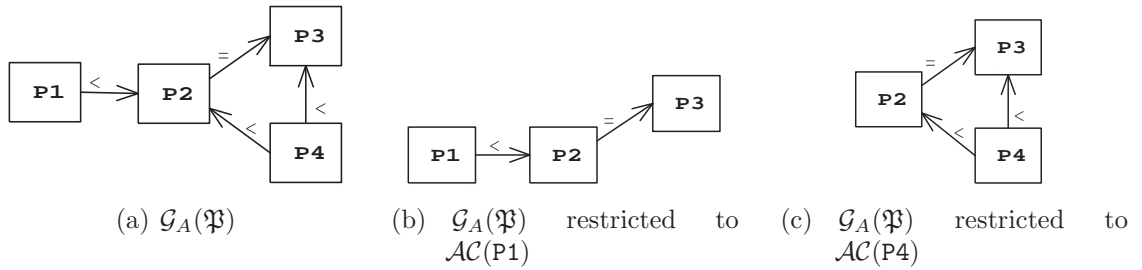 P3
=
P1
<
P2
<
<
P4
P3
=
P1
<
P2
P3
=
P2
<
<
P4
(a) 𝒢_A(𝔓)
(b) 𝒢_A(𝔓) restricted to
𝒜𝒞(P1)
(c) 𝒢_A(𝔓) restricted to
𝒜𝒞(P4)